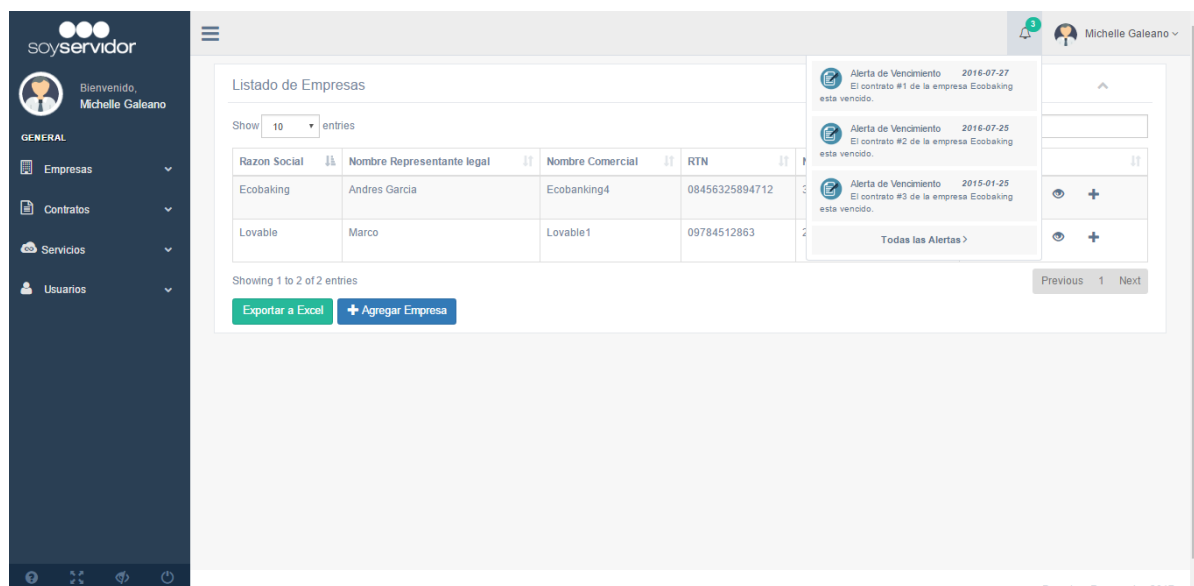 soyservidor
Bienvenido,
Michelle Galeano
GENERAL
Empresas
Contratos
Servicios
Usuarios
3
Michelle Galeano
Listado de Empresas
Show 10 entries
Razon Social Nombre Representante legal Nombre Comercial RTN
Ecobaking Andres Garcia Ecobanking4 08456325894712
Lovable Marco Lovable1 09784512863
Showing 1 to 2 of 2 entries
Previous 1 Next
Exportar a Excel Agregar Empresa
Alerta de Vencimiento 2016-07-27
El contrato #1 de la empresa Ecobaking
esta vencido.
Alerta de Vencimiento 2016-07-25
El contrato #2 de la empresa Ecobaking
esta vencido.
Alerta de Vencimiento 2015-01-25
El contrato #3 de la empresa Ecobaking
esta vencido.
Todas las Alertas